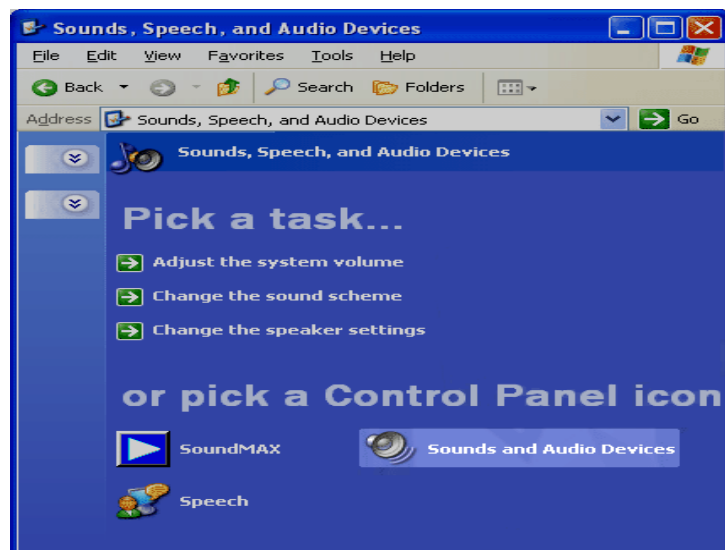 Sounds, Speech, and Audio Devices
File Edit View Favorites Tools Help
Back Search Folders
Address Sounds, Speech, and Audio Devices Go
Sounds, Speech, and Audio Devices
Pick a task...
Adjust the system volume
Change the sound scheme
Change the speaker settings
or pick a Control Panel icon
SoundMAX Sounds and Audio Devices
Speech